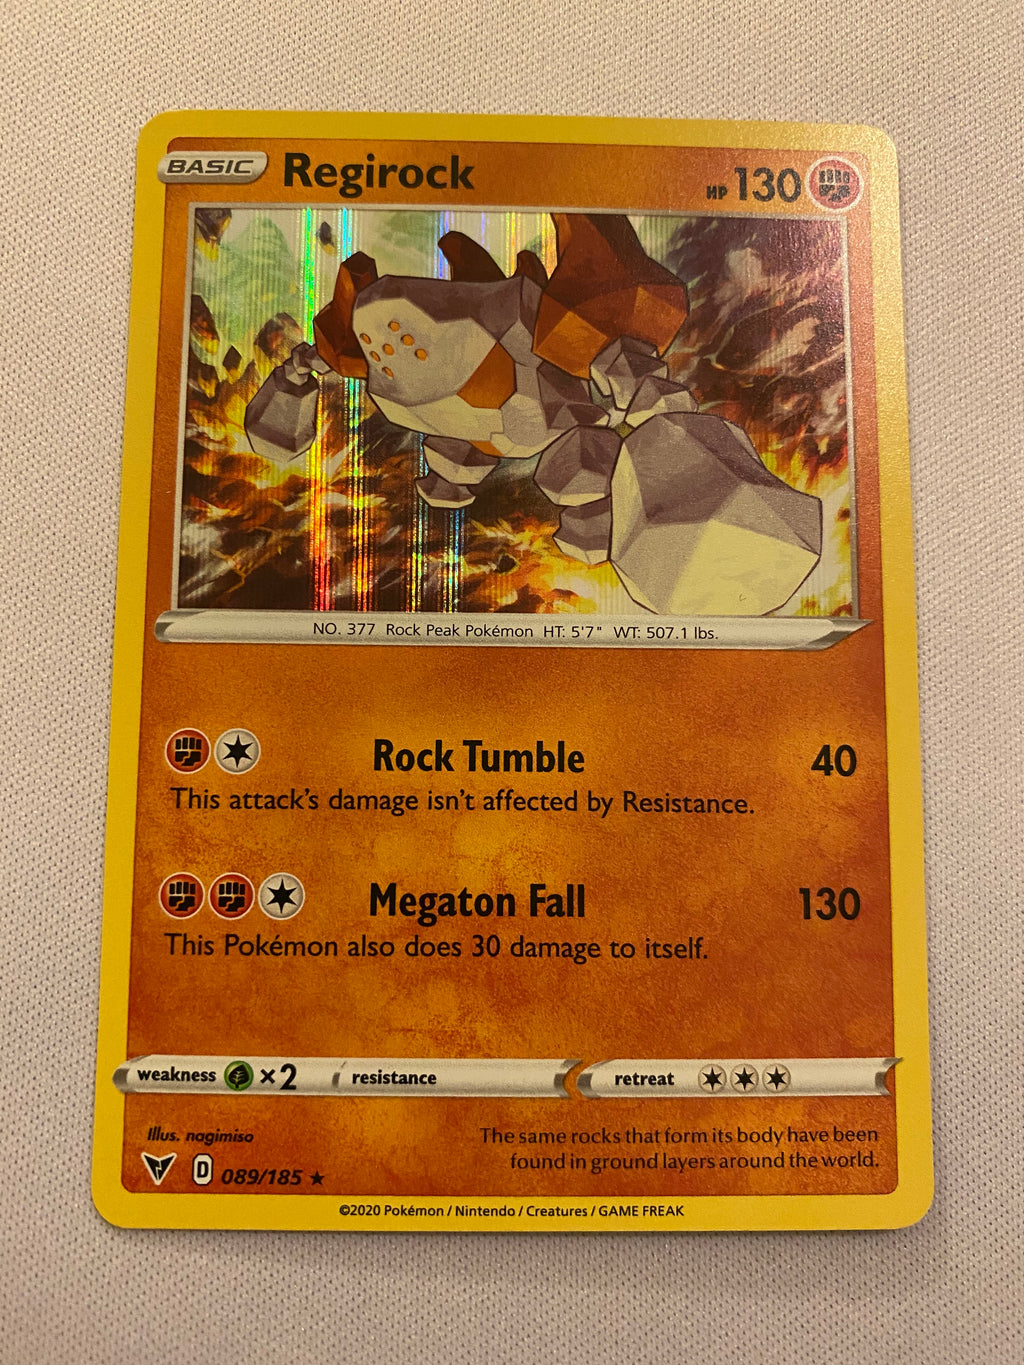 BASIC Regirock HP 130
NO. 377 Rock Peak Pokémon HT: 5'7" WT: 507.1 lbs.
Rock Tumble 40
This attack's damage isn't affected by Resistance.
Megaton Fall 130
This Pokémon also does 30 damage to itself.
weakness ×2 resistance retreat
Illus. nagimiso
The same rocks that form its body have been
found in ground layers around the world.
D 089/185 ★
©2020 Pokémon / Nintendo / Creatures / GAME FREAK